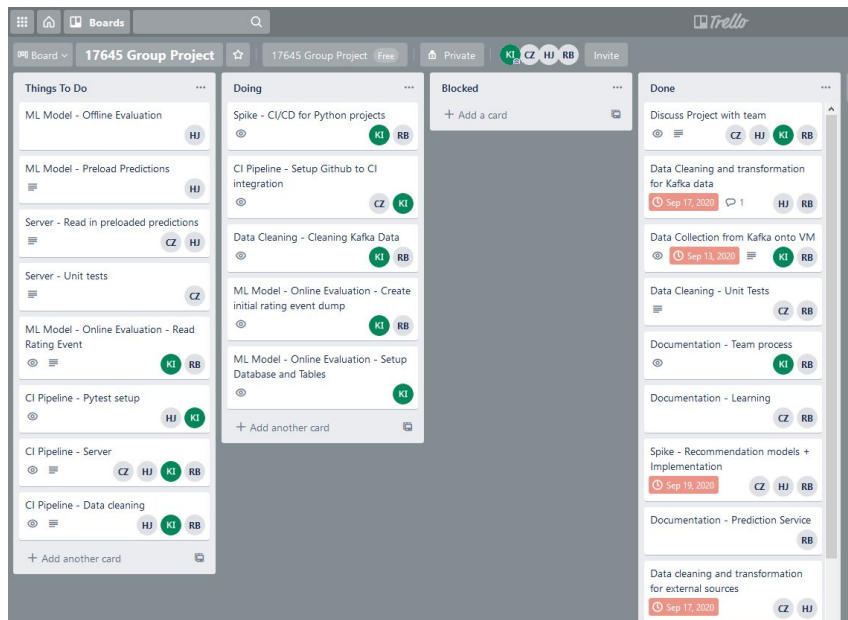 Boards
Trello
Board
17645 Group Project
17645 Group Project Free
Private
KI CZ HJ RB
Invite
Things To Do
ML Model - Offline Evaluation
HJ
ML Model - Preload Predictions
HJ
Server - Read in preloaded predictions
CZ HJ
Server - Unit tests
CZ
ML Model - Online Evaluation - Read
Rating Event
KI RB
CI Pipeline - Pytest setup
HJ KI
CI Pipeline - Server
CZ HJ KI RB
CI Pipeline - Data cleaning
HJ KI RB
+ Add another card
Doing
Spike - CI/CD for Python projects
KI RB
CI Pipeline - Setup Github to CI
integration
CZ KI
Data Cleaning - Cleaning Kafka Data
KI RB
ML Model - Online Evaluation - Create
initial rating event dump
KI RB
ML Model - Online Evaluation - Setup
Database and Tables
KI
+ Add another card
Blocked
+ Add a card
Done
Discuss Project with team
CZ HJ KI RB
Data Cleaning and transformation
for Kafka data
Sep 17, 2020 1 HJ RB
Data Collection from Kafka onto VM
Sep 13, 2020 KI RB
Data Cleaning - Unit Tests
CZ RB
Documentation - Team process
KI RB
Documentation - Learning
CZ RB
Spike - Recommendation models +
Implementation
Sep 19, 2020 CZ HJ RB
Documentation - Prediction Service
RB
Data cleaning and transformation
for external sources
Sep 17, 2020 CZ HJ